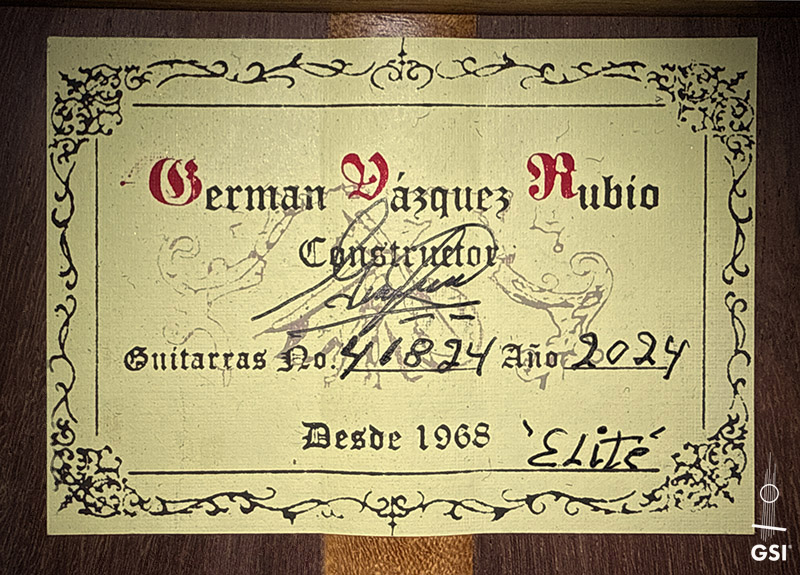 German Vázquez Rubio
Constructor
Guitarras No. 41824 Año 2024
Desde 1968 'Elite'
GSI